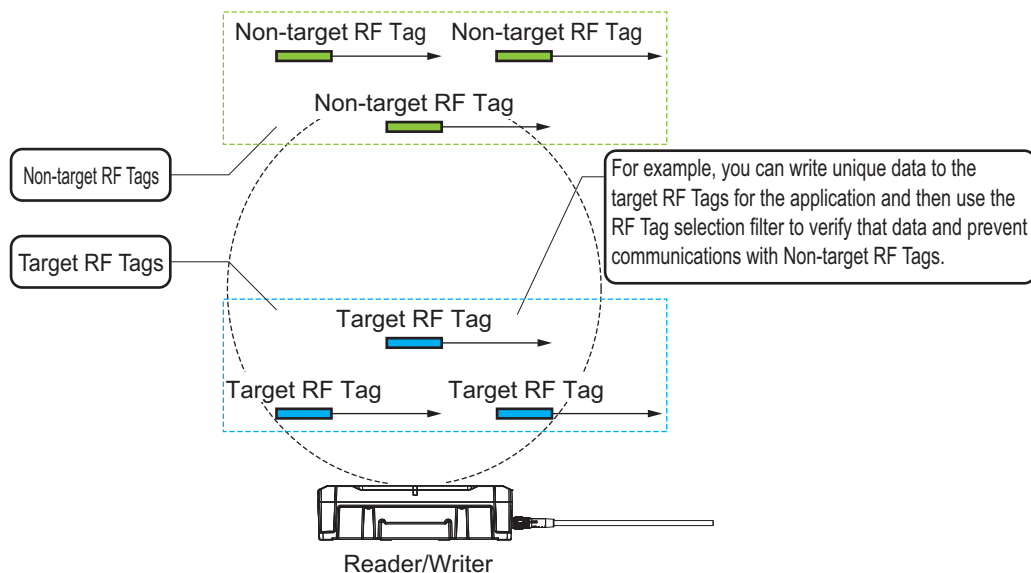 Non-target RF Tag
Non-target RF Tag
Non-target RF Tag
Non-target RF Tags
For example, you can write unique data to the
target RF Tags for the application and then use the
RF Tag selection filter to verify that data and prevent
communications with Non-target RF Tags.
Target RF Tags
Target RF Tag
Target RF Tag
Target RF Tag
Reader/Writer